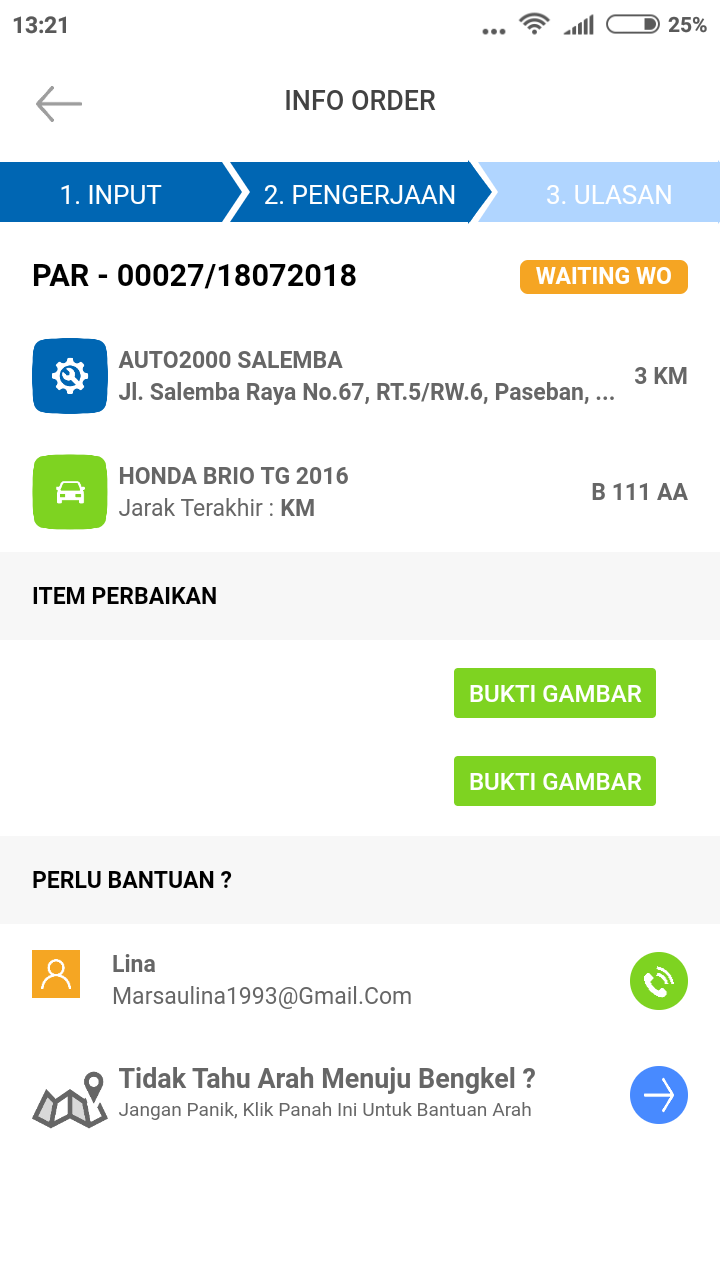 13:21
... 25%
INFO ORDER
1. INPUT
2. PENGERJAAN
3. ULASAN
PAR - 00027/18072018
WAITING WO
AUTO2000 SALEMBA
Jl. Salemba Raya No.67, RT.5/RW.6, Paseban, ...
3 KM
HONDA BRIO TG 2016
Jarak Terakhir : KM
B 111 AA
ITEM PERBAIKAN
BUKTI GAMBAR
BUKTI GAMBAR
PERLU BANTUAN ?
Lina
Marsaulina1993@Gmail.Com
Tidak Tahu Arah Menuju Bengkel ?
Jangan Panik, Klik Panah Ini Untuk Bantuan Arah